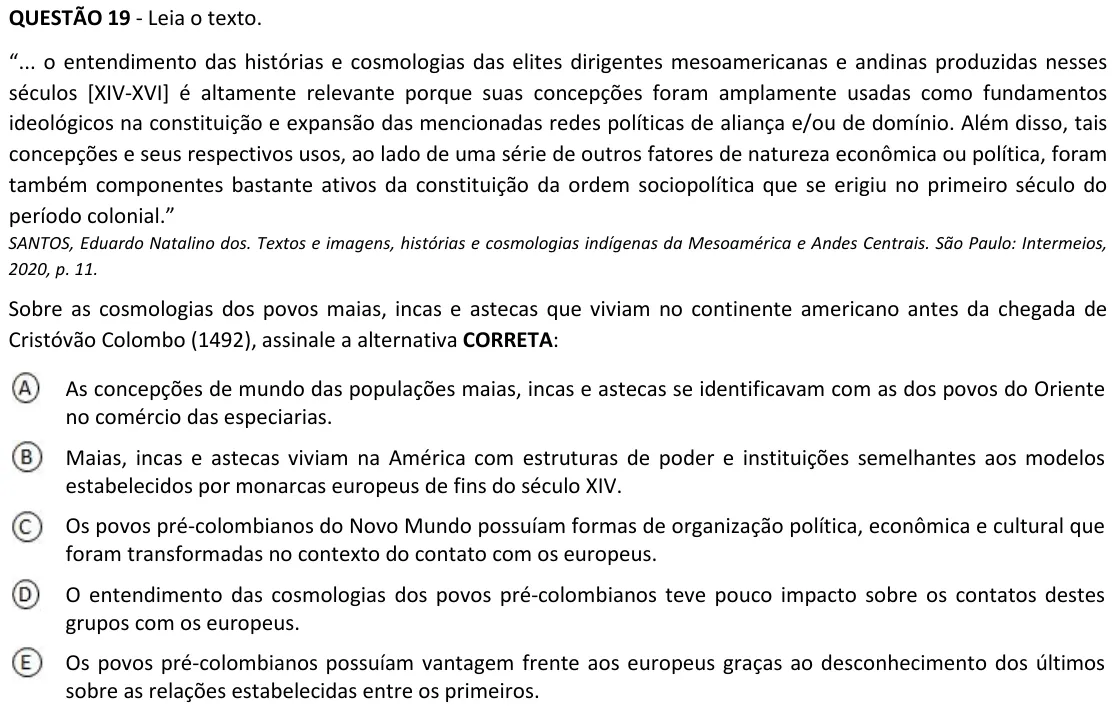 QUESTÃO 19 - Leia o texto.
“... o entendimento das histórias e cosmologias das elites dirigentes mesoamericanas e andinas produzidas nesses
séculos [XIV-XVI] é altamente relevante porque suas concepções foram amplamente usadas como fundamentos
ideológicos na constituição e expansão das mencionadas redes políticas de aliança e/ou de domínio. Além disso, tais
concepções e seus respectivos usos, ao lado de uma série de outros fatores de natureza econômica ou política, foram
também componentes bastante ativos da constituição da ordem sociopolítica que se erigiu no primeiro século do
período colonial.”
SANTOS, Eduardo Natalino dos. Textos e imagens, histórias e cosmologias indígenas da Mesoamérica e Andes Centrais. São Paulo: Intermeios,
2020, p. 11.
Sobre as cosmologias dos povos maias, incas e astecas que viviam no continente americano antes da chegada de
Cristóvão Colombo (1492), assinale a alternativa CORRETA:
A As concepções de mundo das populações maias, incas e astecas se identificavam com as dos povos do Oriente
no comércio das especiarias.
B Maias, incas e astecas viviam na América com estruturas de poder e instituições semelhantes aos modelos
estabelecidos por monarcas europeus de fins do século XIV.
C Os povos pré-colombianos do Novo Mundo possuíam formas de organização política, econômica e cultural que
foram transformadas no contexto do contato com os europeus.
D O entendimento das cosmologias dos povos pré-colombianos teve pouco impacto sobre os contatos destes
grupos com os europeus.
E Os povos pré-colombianos possuíam vantagem frente aos europeus graças ao desconhecimento dos últimos
sobre as relações estabelecidas entre os primeiros.